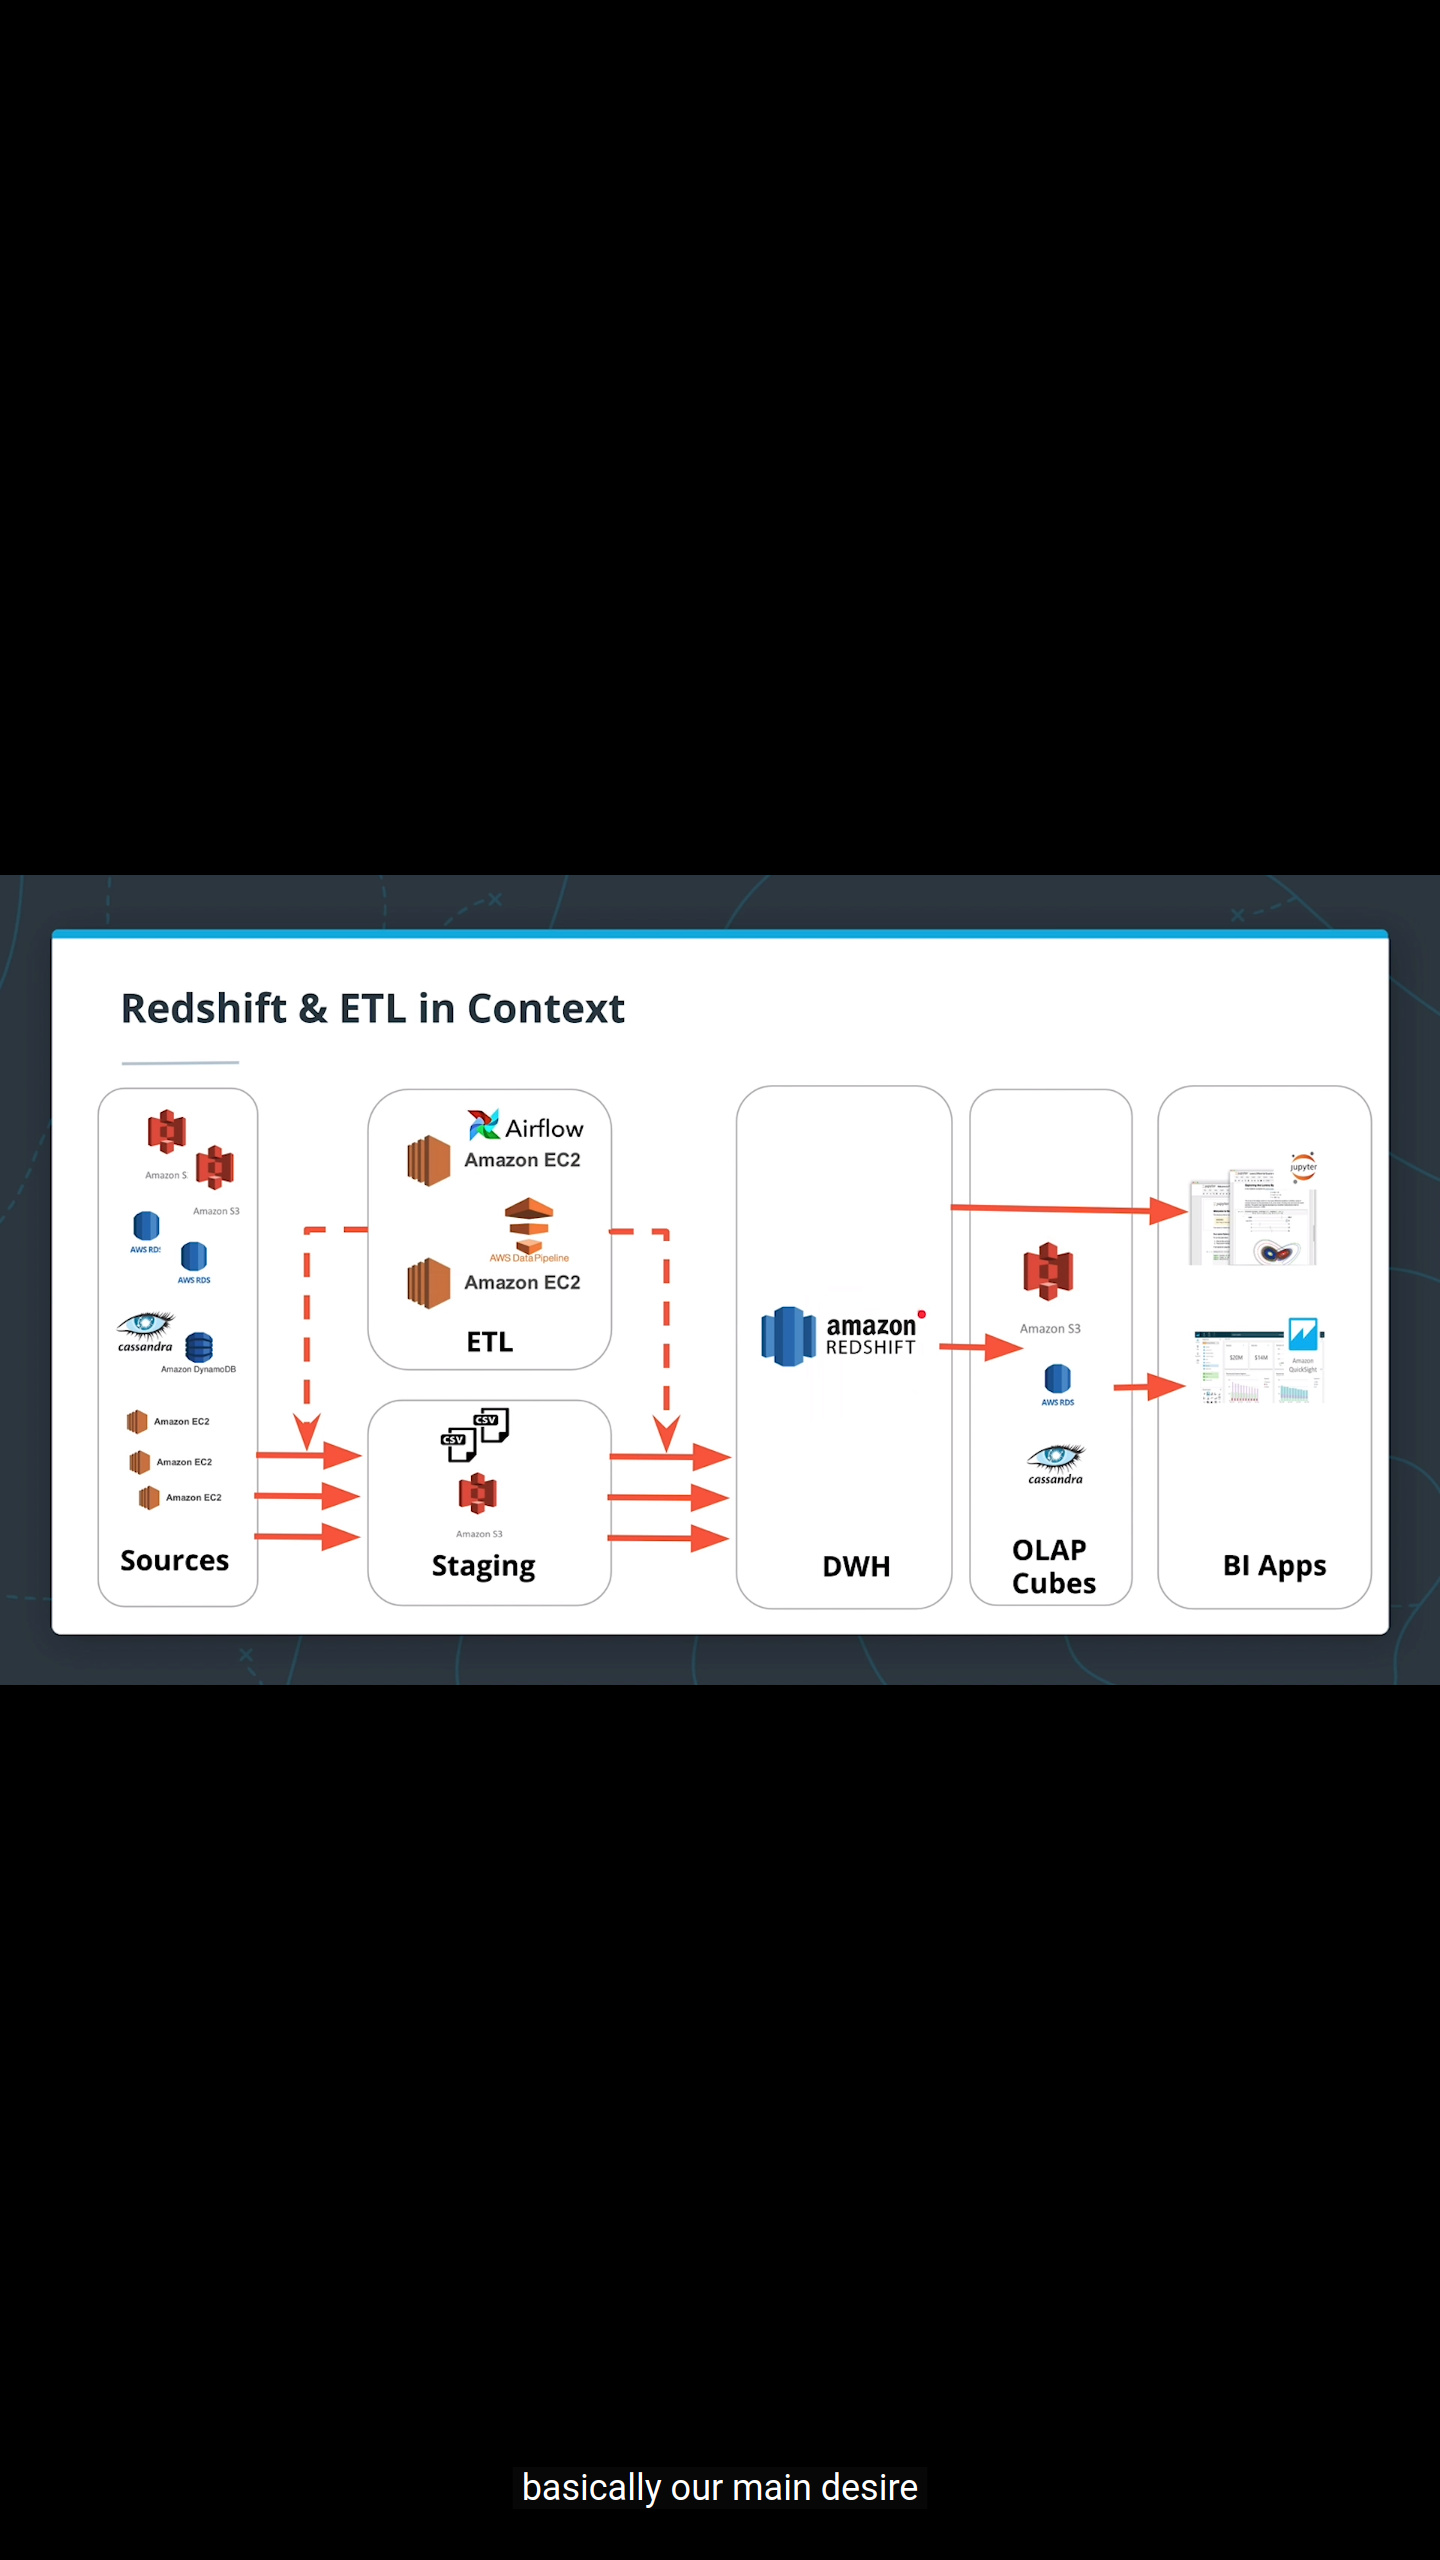 Redshift & ETL in Context
Amazon S
Amazon S3
AWS RDS
AWS RDS
cassandra
Amazon DynamoDB
Amazon EC2
Amazon EC2
Amazon EC2
Sources
Airflow
Amazon EC2
AWS Data Pipeline
Amazon EC2
ETL
CSV
CSV
Amazon S3
Staging
amazon
REDSHIFT
DWH
Amazon S3
AWS RDS
cassandra
OLAP
Cubes
jupyter
$20M
$14M
Amazon
QuickSight
BI Apps
basically our main desire